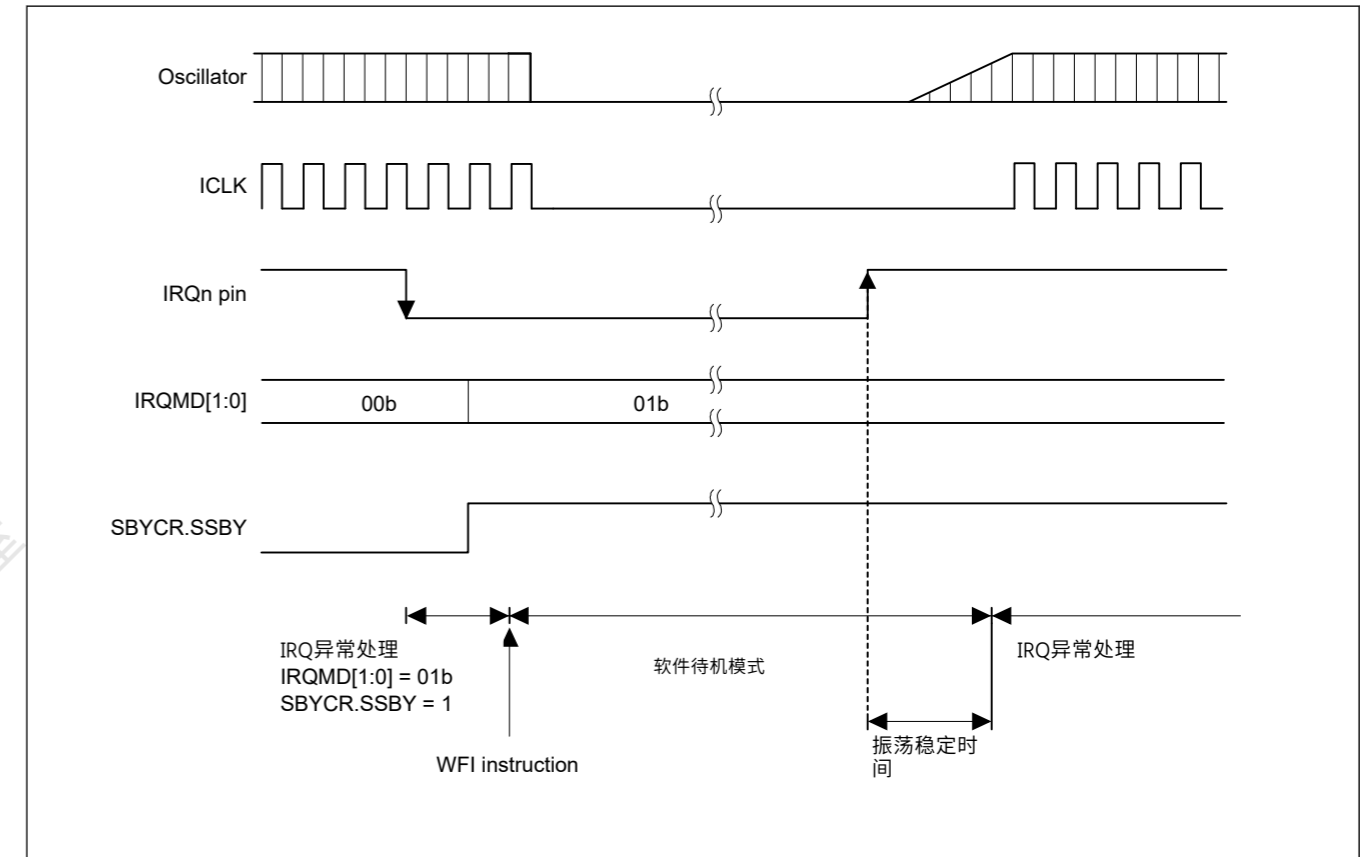 Oscillator
ICLK
IRQn pin
IRQMD[1:0]
00b
01b
SBYCR.SSBY
IRQ异常处理
IRQMD[1:0] = 01b
SBYCR.SSBY = 1
WFI instruction
软件待机模式
IRQ异常处理
振荡稳定时
间